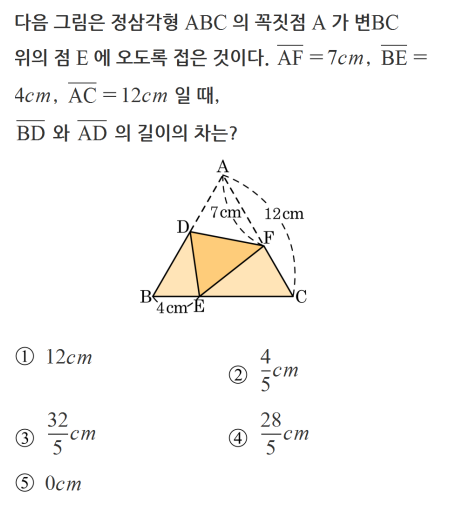 다음 그림은 정삼각형 ABC 의 꼭짓점 A 가 변BC
위의 점 E 에 오도록 접은 것이다. $\overline{AF}$ = 7cm, $\overline{BE}$ =
4cm, $\overline{AC}$ = 12cm 일 때,
$\overline{BD}$ 와 $\overline{AD}$ 의 길이의 차는?
A
7cm 12cm
D
F
B E C
4cm
① 12cm
② $\frac{4}{5}$cm
③ $\frac{32}{5}$cm
④ $\frac{28}{5}$cm
⑤ 0cm